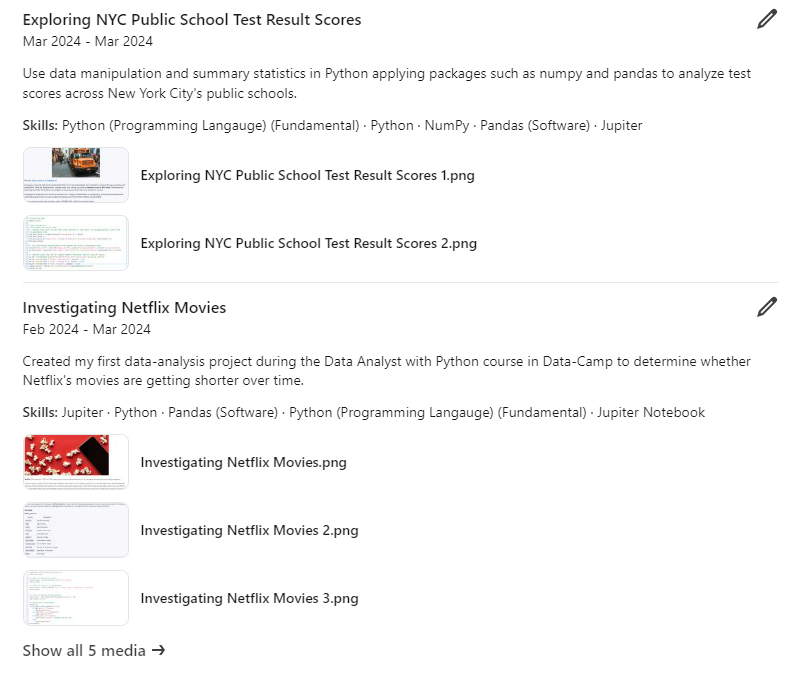 Exploring NYC Public School Test Result Scores
Mar 2024 - Mar 2024
Use data manipulation and summary statistics in Python applying packages such as numpy and pandas to analyze test
scores across New York City's public schools.
Skills: Python (Programming Langauge) (Fundamental) · Python · NumPy · Pandas (Software) · Jupiter
Exploring NYC Public School Test Result Scores 1.png
Exploring NYC Public School Test Result Scores 2.png
Investigating Netflix Movies
Feb 2024 - Mar 2024
Created my first data-analysis project during the Data Analyst with Python course in Data-Camp to determine whether
Netflix's movies are getting shorter over time.
Skills: Jupiter · Python · Pandas (Software) · Python (Programming Langauge) (Fundamental) · Jupiter Notebook
Investigating Netflix Movies.png
Investigating Netflix Movies 2.png
Investigating Netflix Movies 3.png
Show all 5 media →